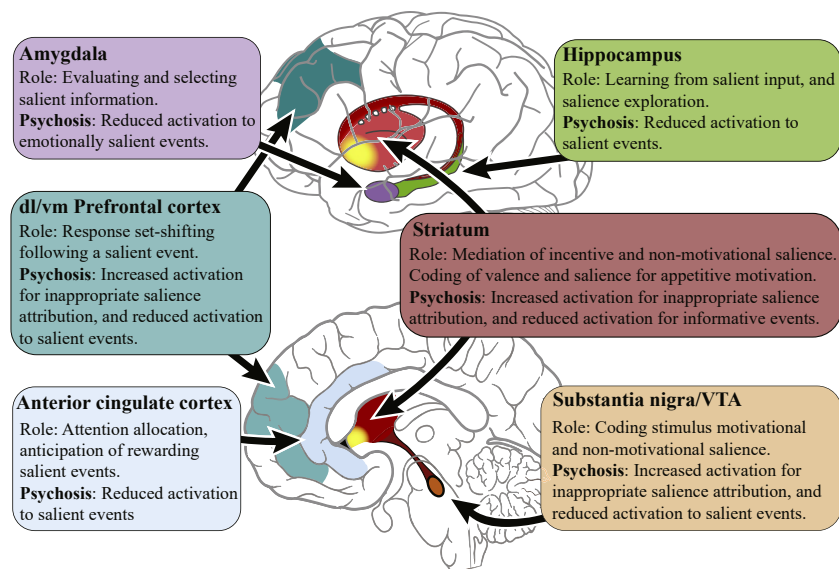 Amygdala
Role: Evaluating and selecting
salient information.
Psychosis: Reduced activation to
emotionally salient events.
Hippocampus
Role: Learning from salient input, and
salience exploration.
Psychosis: Reduced activation to
salient events.
dl/vm Prefrontal cortex
Role: Response set-shifting
following a salient event.
Psychosis: Increased activation
for inappropriate salience
attribution, and reduced activation
to salient events.
Striatum
Role: Mediation of incentive and non-motivational salience.
Coding of valence and salience for appetitive motivation.
Psychosis: Increased activation for inappropriate salience
attribution, and reduced activation for informative events.
Anterior cingulate cortex
Role: Attention allocation,
anticipation of rewarding
salient events.
Psychosis: Reduced activation
to salient events
Substantia nigra/VTA
Role: Coding stimulus motivational
and non-motivational salience.
Psychosis: Increased activation for
inappropriate salience attribution, and
reduced activation to salient events.